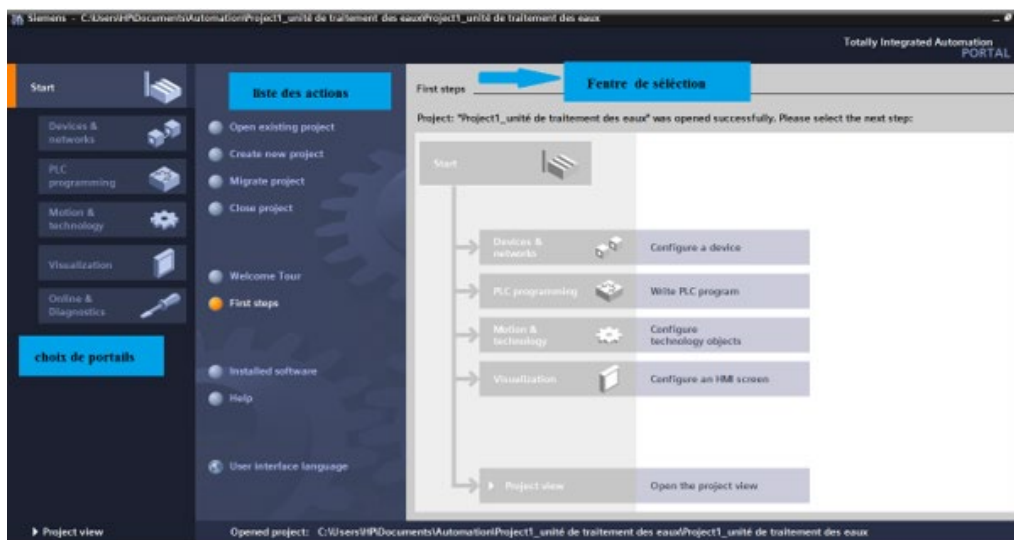 Siemens - C:\Users\HP\Documents\Automation\Project1_unité de traitement des eaux\Project1_unité de traitement des eaux
Totally Integrated Automation
PORTAL
Start
Devices &
networks
PLC
programming
Motion &
technology
Visualization
Online &
Diagnostics
choix de portails
Project view
liste des actions
Open existing project
Create new project
Migrate project
Close project
Welcome Tour
First steps
Installed software
Help
User interface language
First steps
Fentre de séléction
Project: "Project1_unité de traitement des eaux" was opened successfully. Please select the next step:
Start
Devices &
networks
Configure a device
PLC programming
Write PLC program
Motion &
technology
Configure
technology objects
Visualization
Configure an HMI screen
Project view
Open the project view
Opened project: C:\Users\HP\Documents\Automation\Project1_unité de traitement des eaux\Project1_unité de traitement des eaux